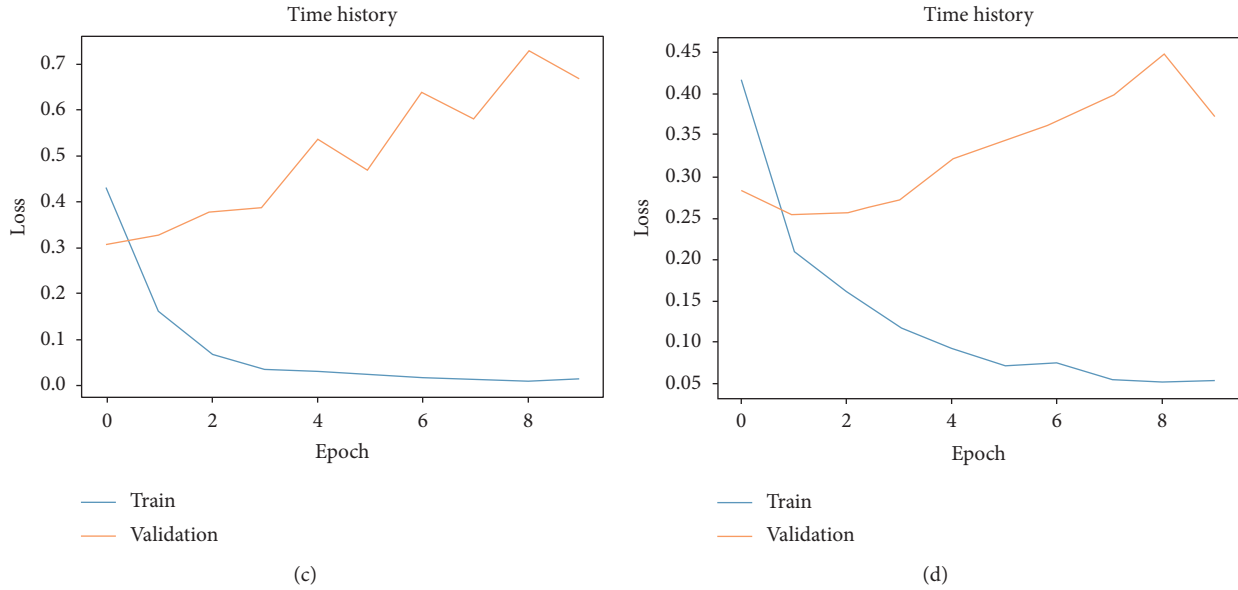 Time history
Loss
0.7
0.6
0.5
0.4
0.3
0.2
0.1
0.0
0 2 4 6 8
Epoch
Train
Validation
(c)
Time history
Loss
0.45
0.40
0.35
0.30
0.25
0.20
0.15
0.10
0.05
0 2 4 6 8
Epoch
Train
Validation
(d)